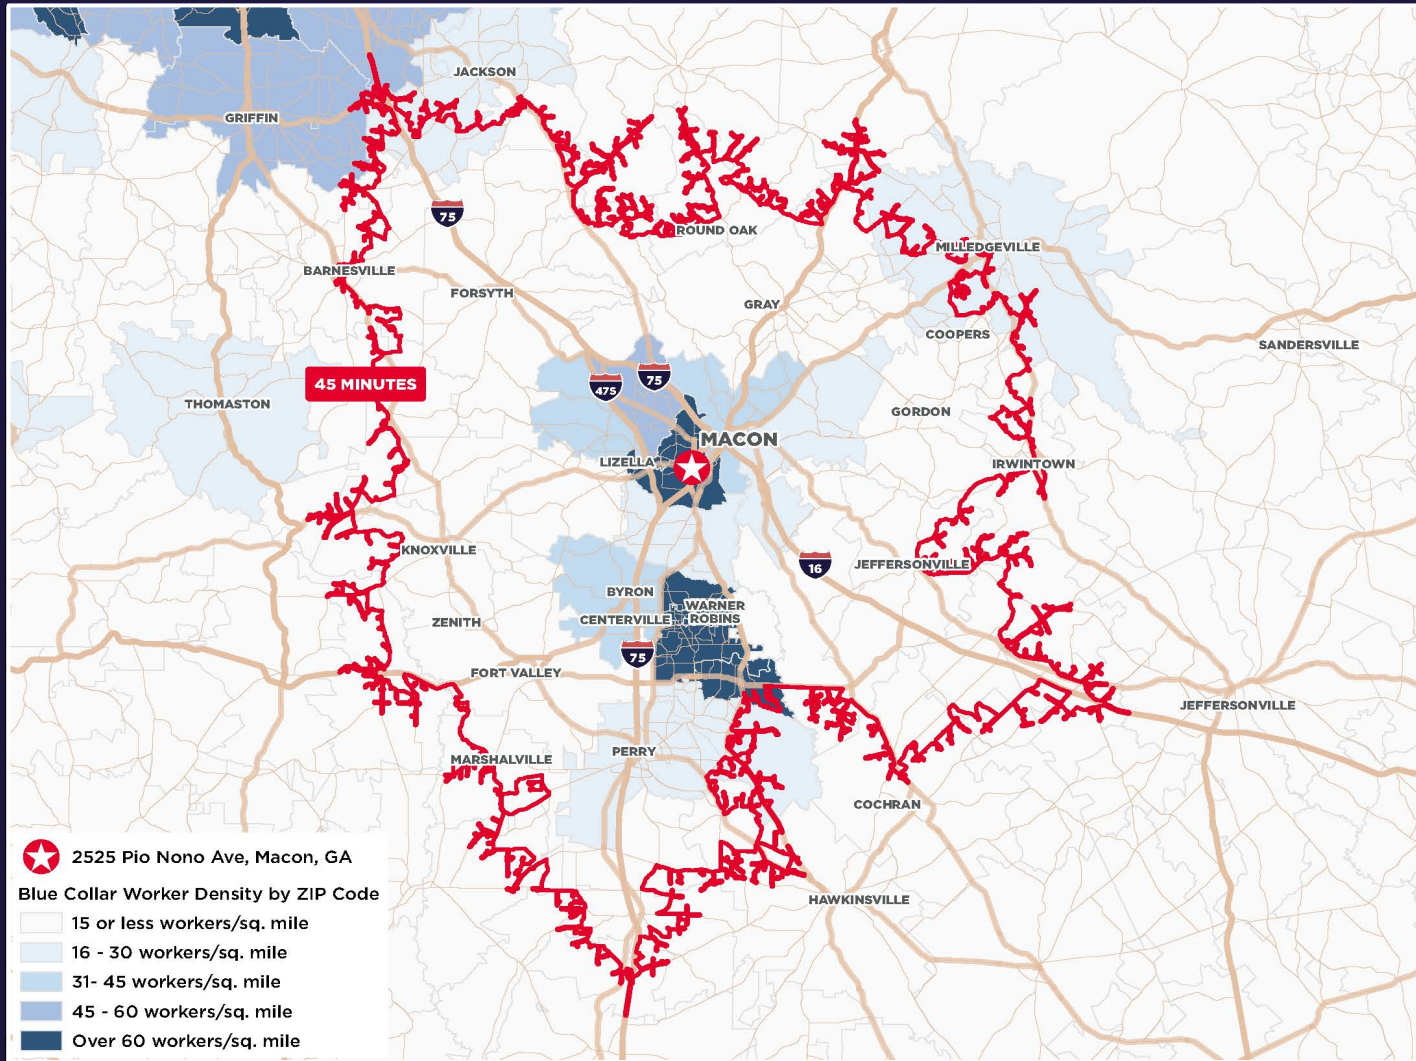 JACKSON
GRIFFIN
75
ROUND OAK
MILLEDGEVILLE
BARNESVILLE
FORSYTH
GRAY
COOPERS
SANDERSVILLE
45 MINUTES
475
75
THOMASTON
GORDON
MACON
LIZELLA
IRWINTOWN
KNOXVILLE
16
JEFFERSONVILLE
BYRON
WARNER
ROBINS
CENTERVILLE
ZENITH
75
FORT VALLEY
JEFFERSONVILLE
PERRY
MARSHALVILLE
COCHRAN
HAWKINSVILLE
2525 Pio Nono Ave, Macon, GA
Blue Collar Worker Density by ZIP Code
15 or less workers/sq. mile
16 - 30 workers/sq. mile
31- 45 workers/sq. mile
45 - 60 workers/sq. mile
Over 60 workers/sq. mile